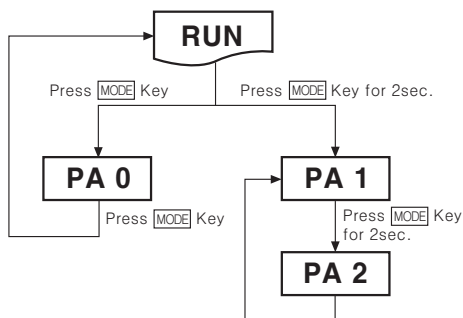 RUN
Press MODE Key
Press MODE Key for 2sec.
PA 0
PA 1
Press MODE Key
Press MODE Key
for 2sec.
PA 2